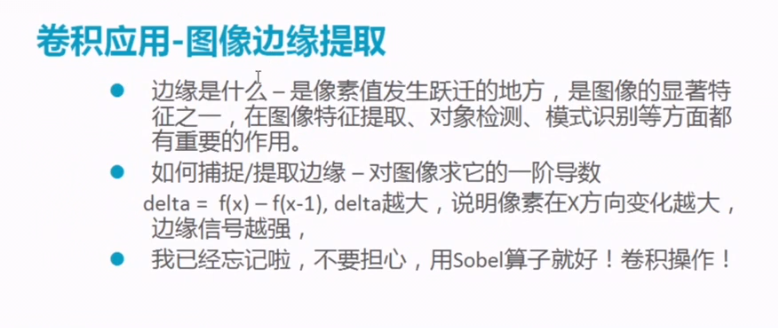 卷积应用-图像边缘提取
边缘是什么 – 是像素值发生跃迁的地方，是图像的显著特
征之一，在图像特征提取、对象检测、模式识别等方面都
有重要的作用。
如何捕捉/提取边缘 – 对图像求它的一阶导数
delta = f(x) – f(x-1), delta越大，说明像素在X方向变化越大，
边缘信号越强，
我已经忘记啦，不要担心，用Sobel算子就好！卷积操作！